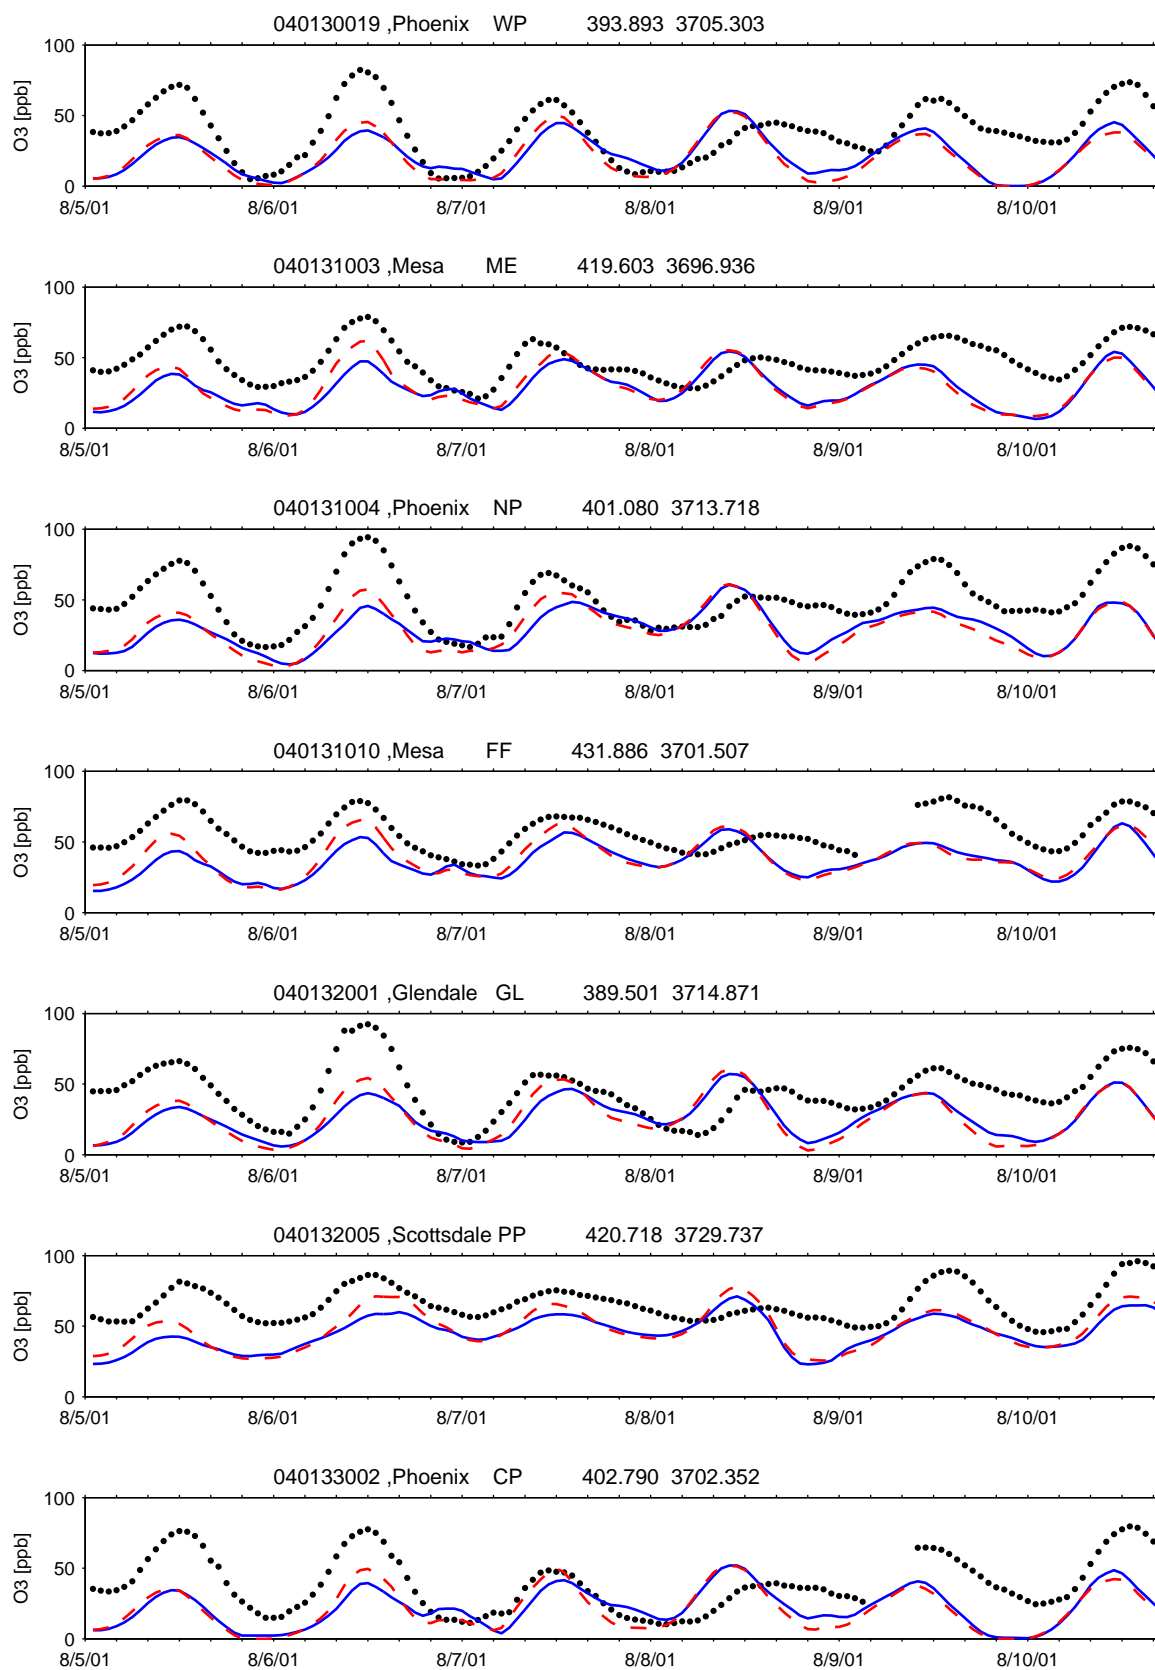 040130019 ,Phoenix WP 393.893 3705.303
100
50
0
O3 [ppb]
8/5/01 8/6/01 8/7/01 8/8/01 8/9/01 8/10/01
040131003 ,Mesa ME 419.603 3696.936
100
50
0
O3 [ppb]
8/5/01 8/6/01 8/7/01 8/8/01 8/9/01 8/10/01
040131004 ,Phoenix NP 401.080 3713.718
100
50
0
O3 [ppb]
8/5/01 8/6/01 8/7/01 8/8/01 8/9/01 8/10/01
040131010 ,Mesa FF 431.886 3701.507
100
50
0
O3 [ppb]
8/5/01 8/6/01 8/7/01 8/8/01 8/9/01 8/10/01
040132001 ,Glendale GL 389.501 3714.871
100
50
0
O3 [ppb]
8/5/01 8/6/01 8/7/01 8/8/01 8/9/01 8/10/01
040132005 ,Scottsdale PP 420.718 3729.737
100
50
0
O3 [ppb]
8/5/01 8/6/01 8/7/01 8/8/01 8/9/01 8/10/01
040133002 ,Phoenix CP 402.790 3702.352
100
50
0
O3 [ppb]
8/5/01 8/6/01 8/7/01 8/8/01 8/9/01 8/10/01